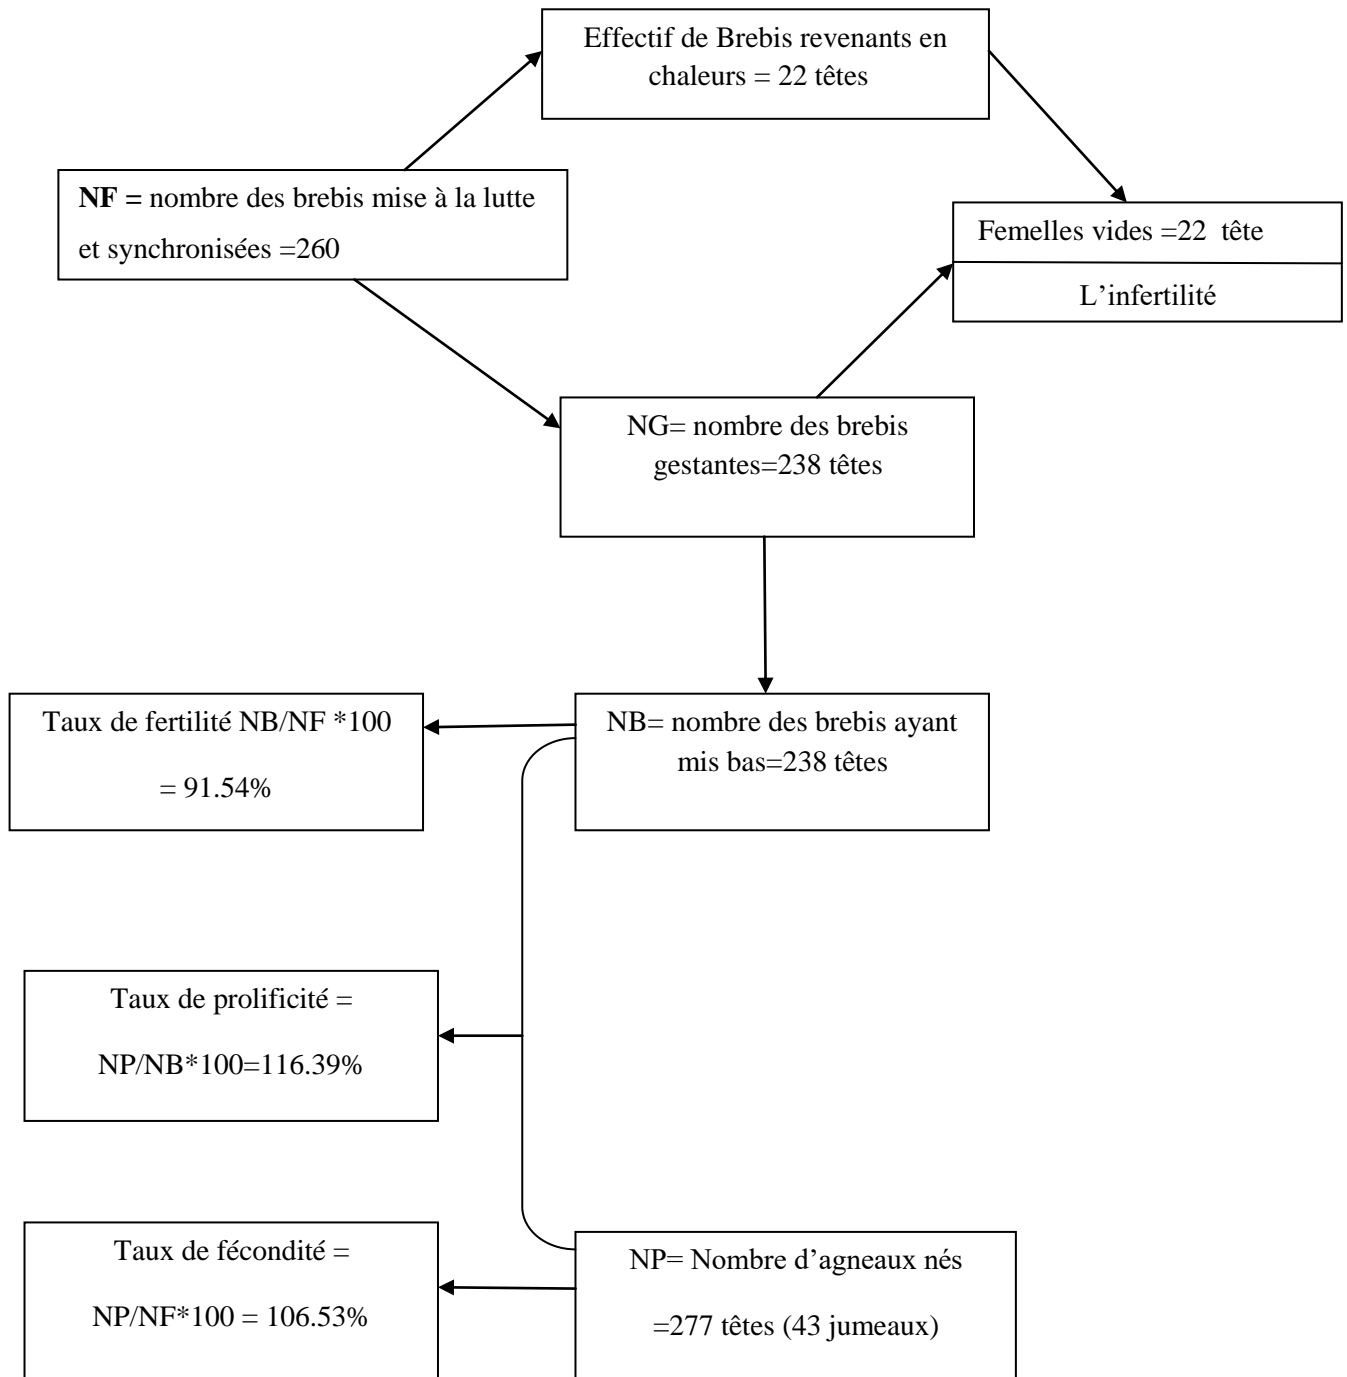 Effectif de Brebis revenants en
chaleurs = 22 têtes
NF = nombre des brebis mise à la lutte
et synchronisées =260
Femelles vides =22 tête
L’infertilité
NG= nombre des brebis
gestantes=238 têtes
Taux de fertilité NB/NF *100
= 91.54%
NB= nombre des brebis ayant
mis bas=238 têtes
Taux de prolificité =
NP/NB*100=116.39%
Taux de fécondité =
NP/NF*100 = 106.53%
NP= Nombre d’agneaux nés
=277 têtes (43 jumeaux)